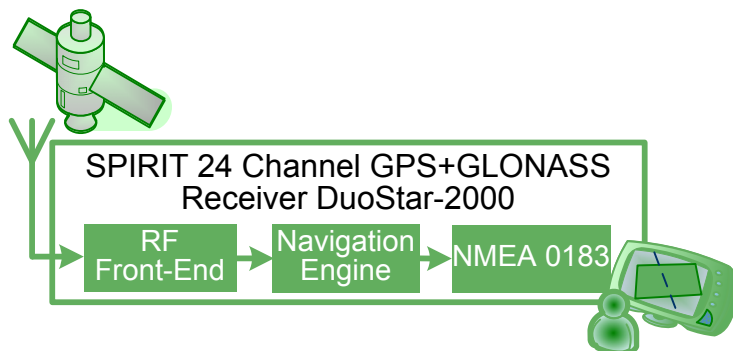 SPIRIT 24 Channel GPS+GLONASS
Receiver DuoStar-2000
RF
Front-End
Navigation
Engine
NMEA 0183